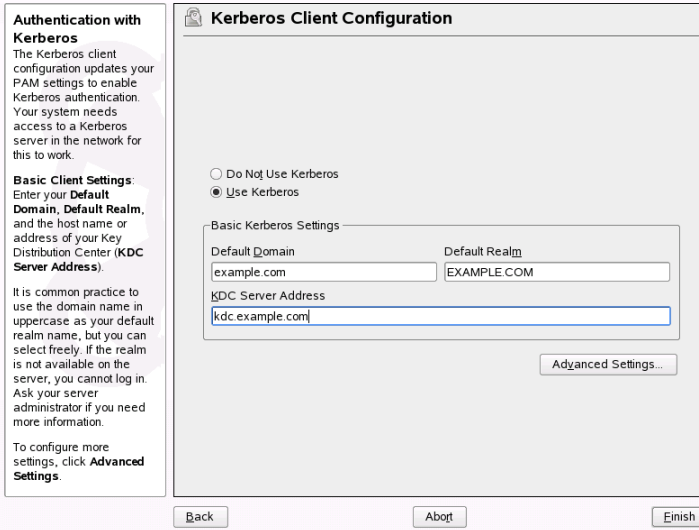 Authentication with
Kerberos
The Kerberos client
configuration updates your
PAM settings to enable
Kerberos authentication.
Your system needs
access to a Kerberos
server in the network for
this to work.
Basic Client Settings:
Enter your Default
Domain, Default Realm,
and the host name or
address of your Key
Distribution Center (KDC
Server Address).
It is common practice to
use the domain name in
uppercase as your default
realm name, but you can
select freely. If the realm
is not available on the
server, you cannot log in.
Ask your server
administrator if you need
more information.
To configure more
settings, click Advanced
Settings.
Kerberos Client Configuration
Do Not Use Kerberos
Use Kerberos
Basic Kerberos Settings
Default Domain
Default Realm
example.com
EXAMPLE.COM
KDC Server Address
kdc.example.com
Advanced Settings...
Back
Abort
Finish